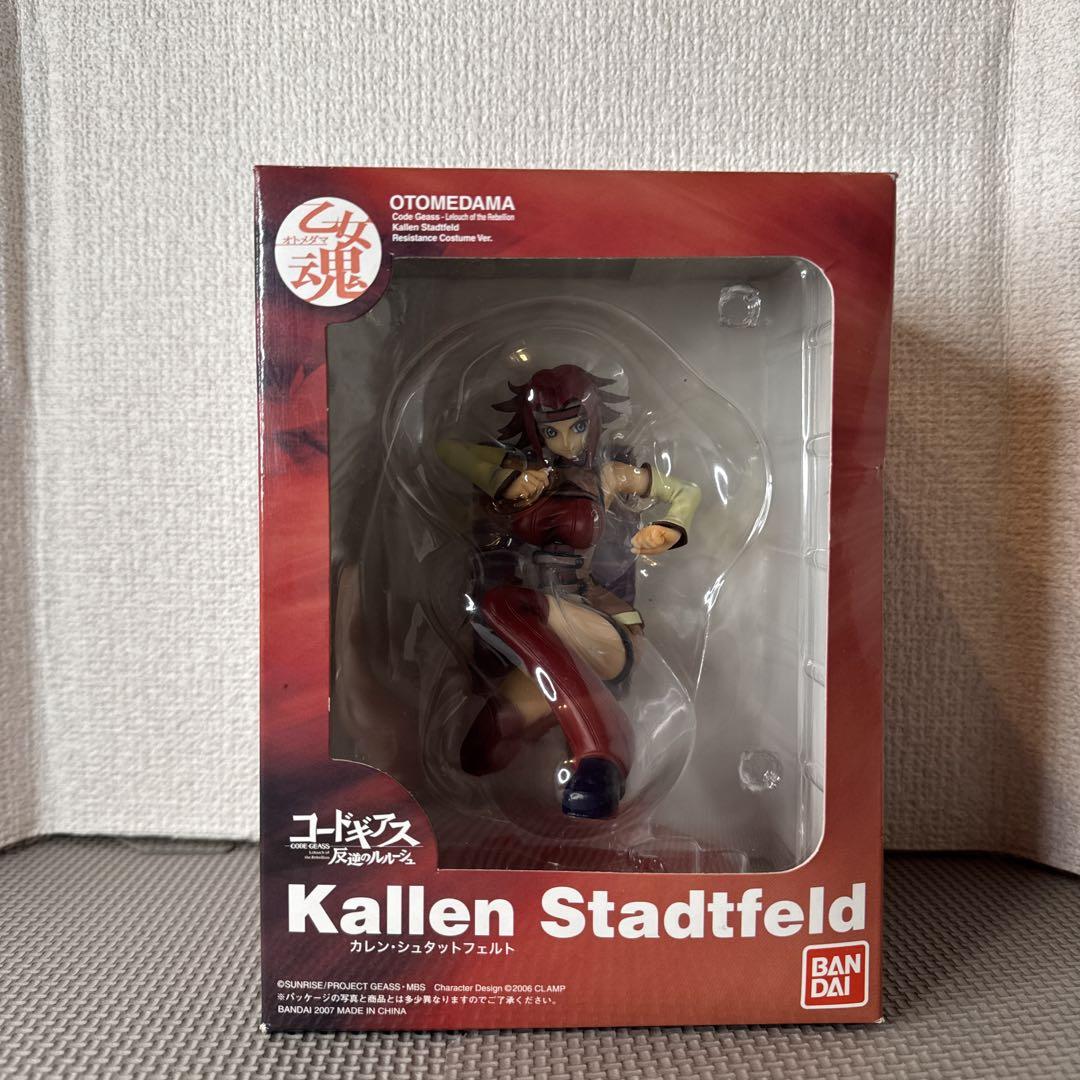 乙女魂
オトメダマ
OTOMEDAMA
Code Geass - Lelouch of the Rebellion
Kallen Stadtfeld
Resistance Costume Ver.
コードギアス
CODE GEASS
Lelouch of
the Rebellion
反逆のルルーシュ
Kallen Stadtfeld
カレン・シュタットフェルト
BAN
DAI
©SUNRISE/PROJECT GEASS・MBS Character Design ©2006 CLAMP
※パッケージの写真と商品とは多少異なりますのでご了承ください。
BANDAI 2007 MADE IN CHINA